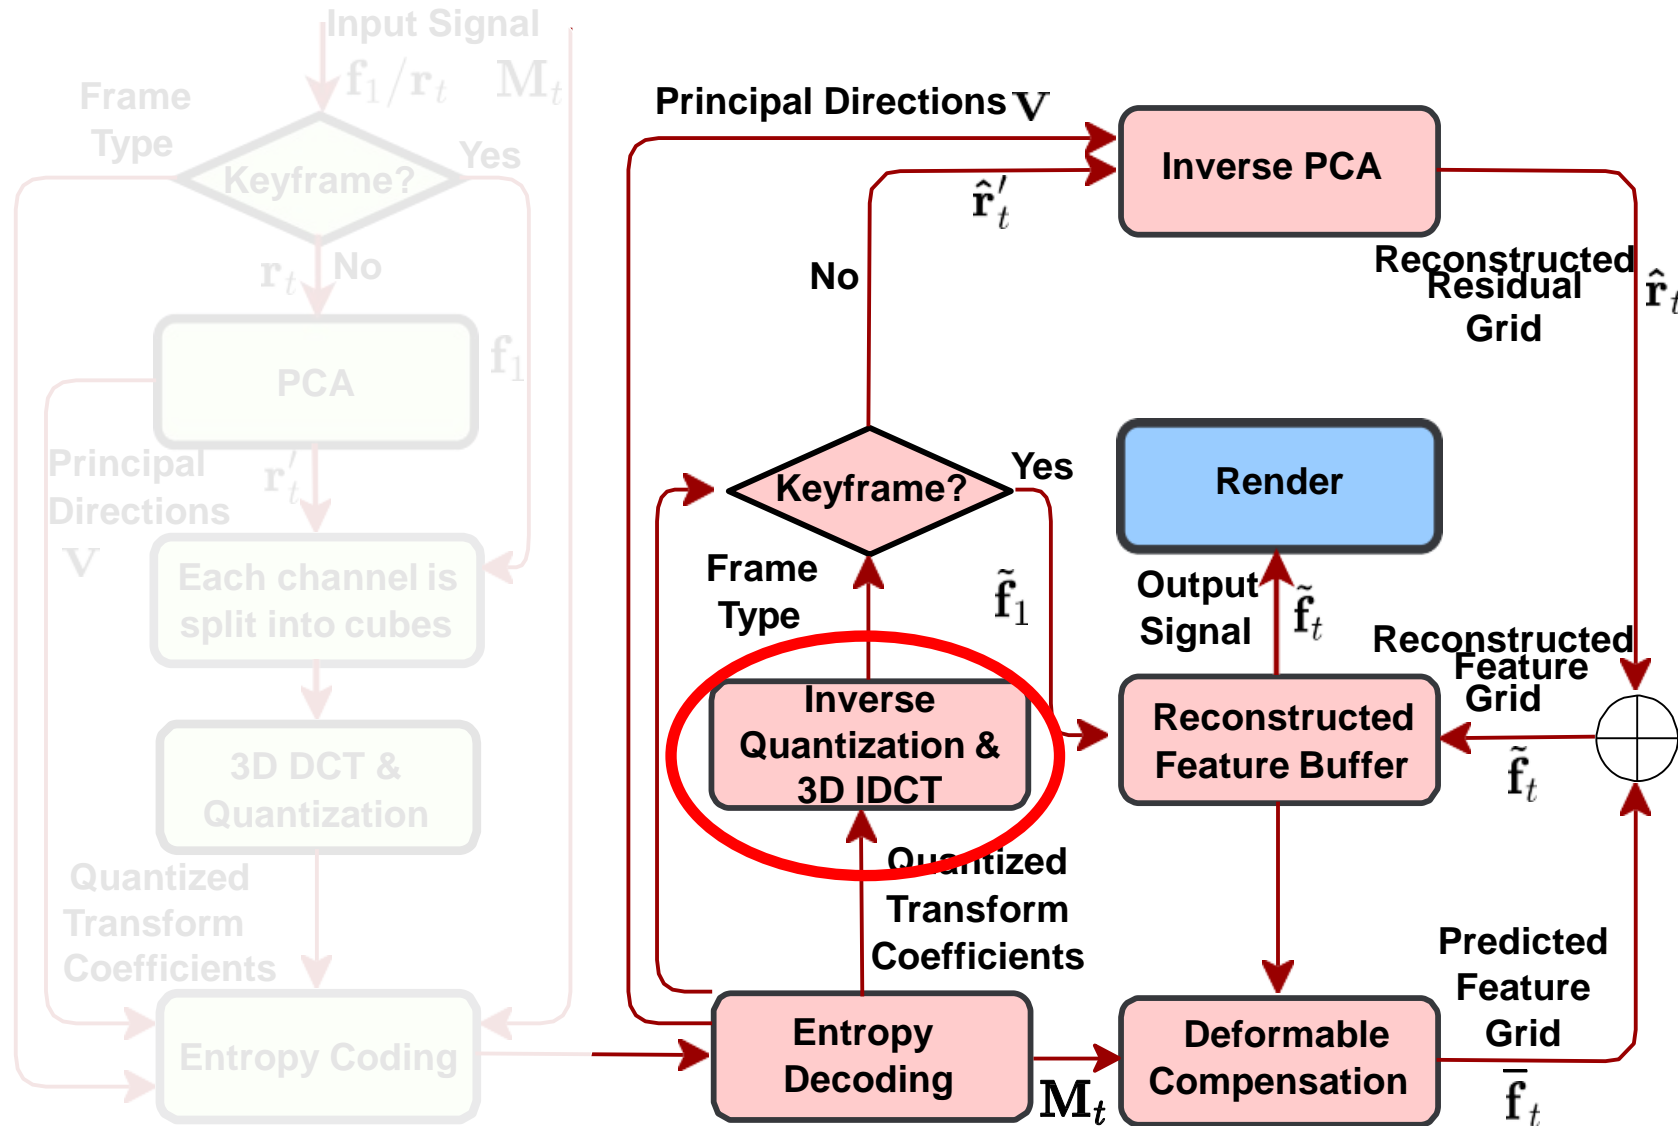 Input Signal
f₁/rₜ
Mₜ
Frame
Type
Keyframe?
Yes
rₜ
No
PCA
f₁
Principal
Directions
V
r′ₜ
Each channel is
split into cubes
3D DCT &
Quantization
Quantized
Transform
Coefficients
Entropy Coding
Principal Directions V
Inverse PCA
r̂′ₜ
No
Reconstructed
Residual
Grid
r̂ₜ
Keyframe?
Yes
Render
Frame
Type
f̃₁
Output
Signal
f̃ₜ
Reconstructed
Feature
Grid
Inverse
Quantization &
3D IDCT
Reconstructed
Feature Buffer
f̃ₜ
Quantized
Transform
Coefficients
Predicted
Feature
Grid
Entropy
Decoding
Mₜ
Deformable
Compensation
f̄ₜ